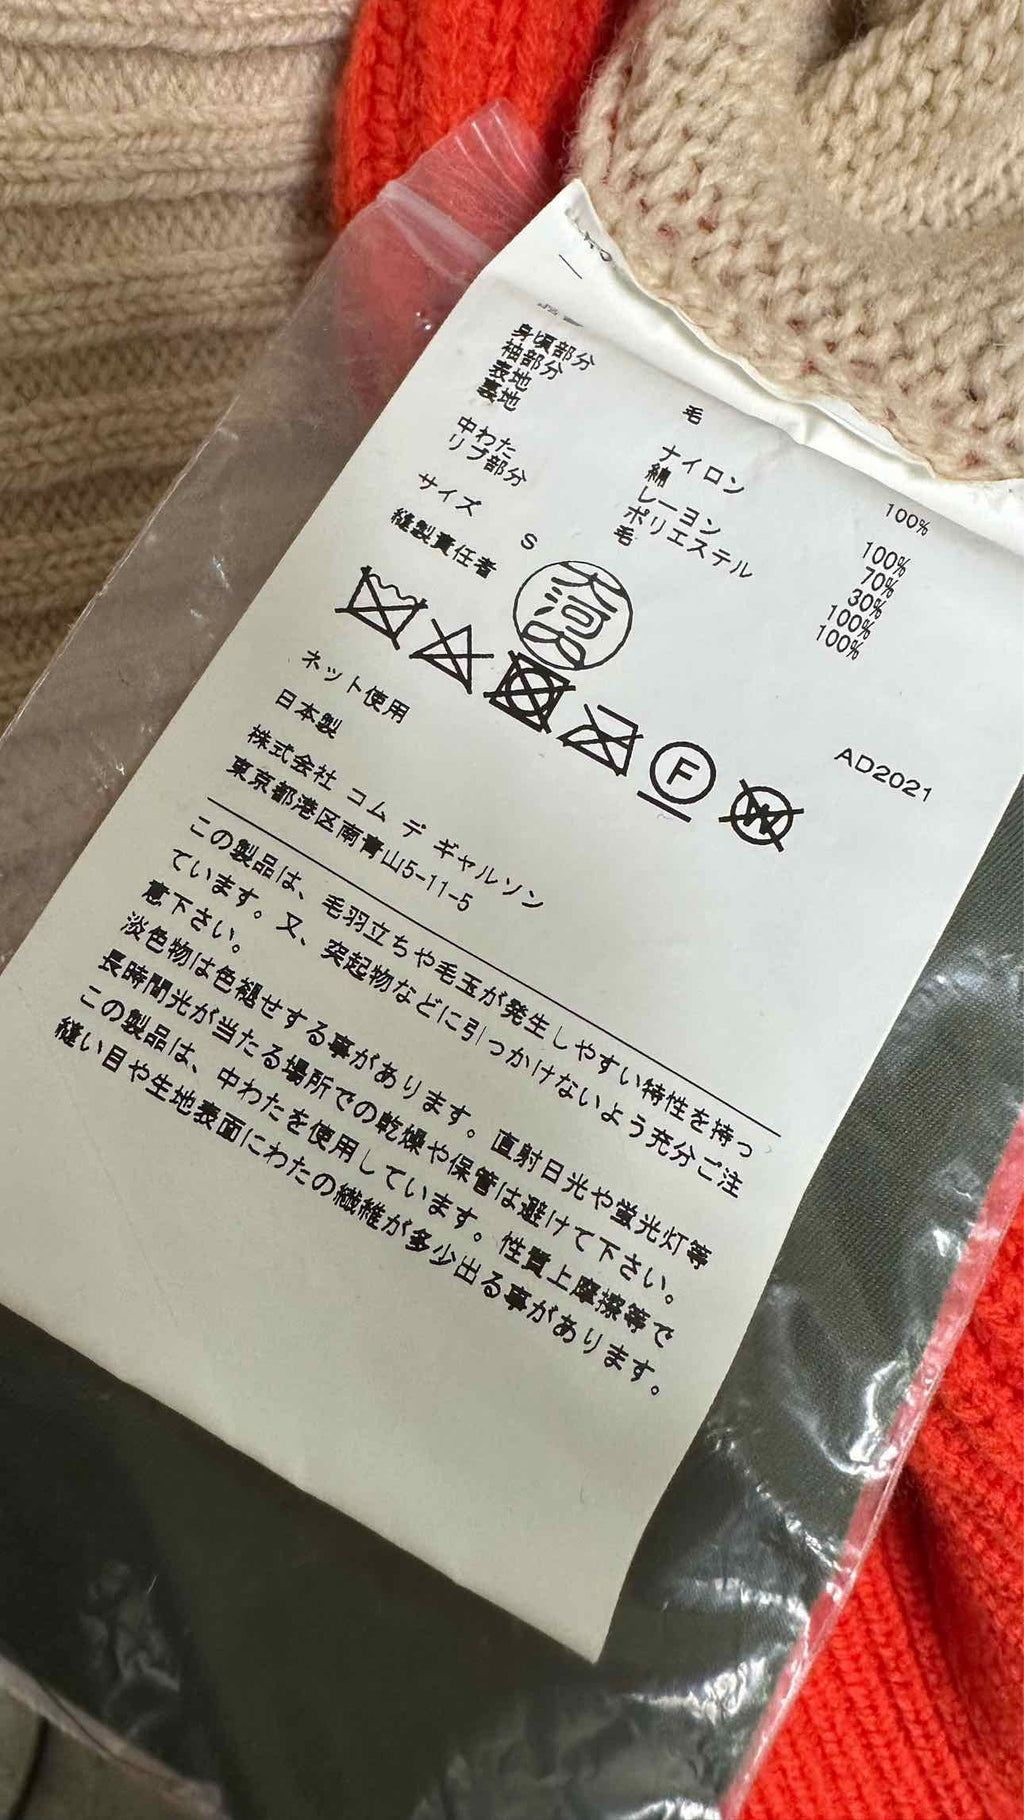 身頃部分 毛 100%
袖部分
表地 ナイロン 100%
裏地 綿 70%
レーヨン 30%
中わた ポリエステル 100%
リブ部分 毛 100%
サイズ S AD2021
縫製責任者 大河内
F
W
ネット使用
日本製
株式会社 コム デ ギャルソン
東京都港区南青山5-11-5
この製品は、毛羽立ちや毛玉が発生しやすい特性を持っ
ています。又、突起物などに引っかけないよう充分ご注
意下さい。
淡色物は色褪せする事があります。直射日光や蛍光灯等
長時間光が当たる場所での乾燥や保管は避けて下さい。
この製品は、中わたを使用しています。性質上摩擦等で
縫い目や生地表面にわたの繊維が多少出る事があります。